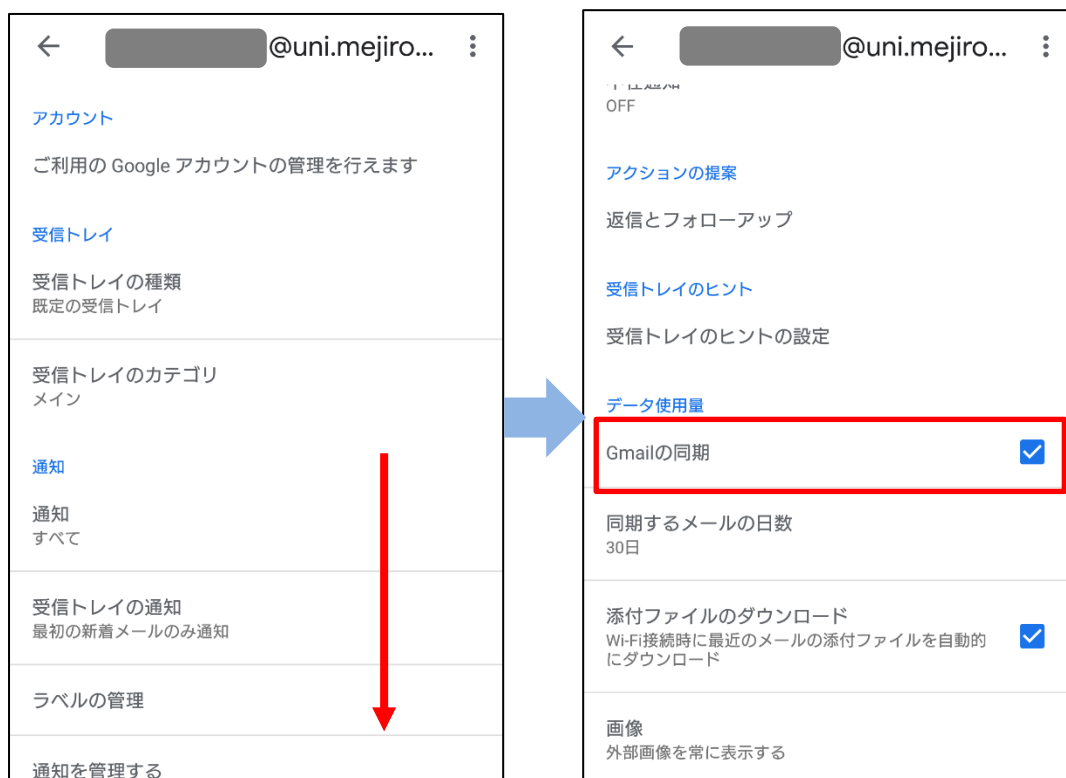 @uni.mejiro...
アカウント
ご利用の Google アカウントの管理を行えます
受信トレイ
受信トレイの種類
既定の受信トレイ
受信トレイのカテゴリ
メイン
通知
通知
すべて
受信トレイの通知
最初の新着メールのみ通知
ラベルの管理
通知を管理する
@uni.mejiro...
OFF
アクションの提案
返信とフォローアップ
受信トレイのヒント
受信トレイのヒントの設定
データ使用量
Gmailの同期
同期するメールの日数
30日
添付ファイルのダウンロード
Wi-Fi接続時に最近のメールの添付ファイルを自動的
にダウンロード
画像
外部画像を常に表示する